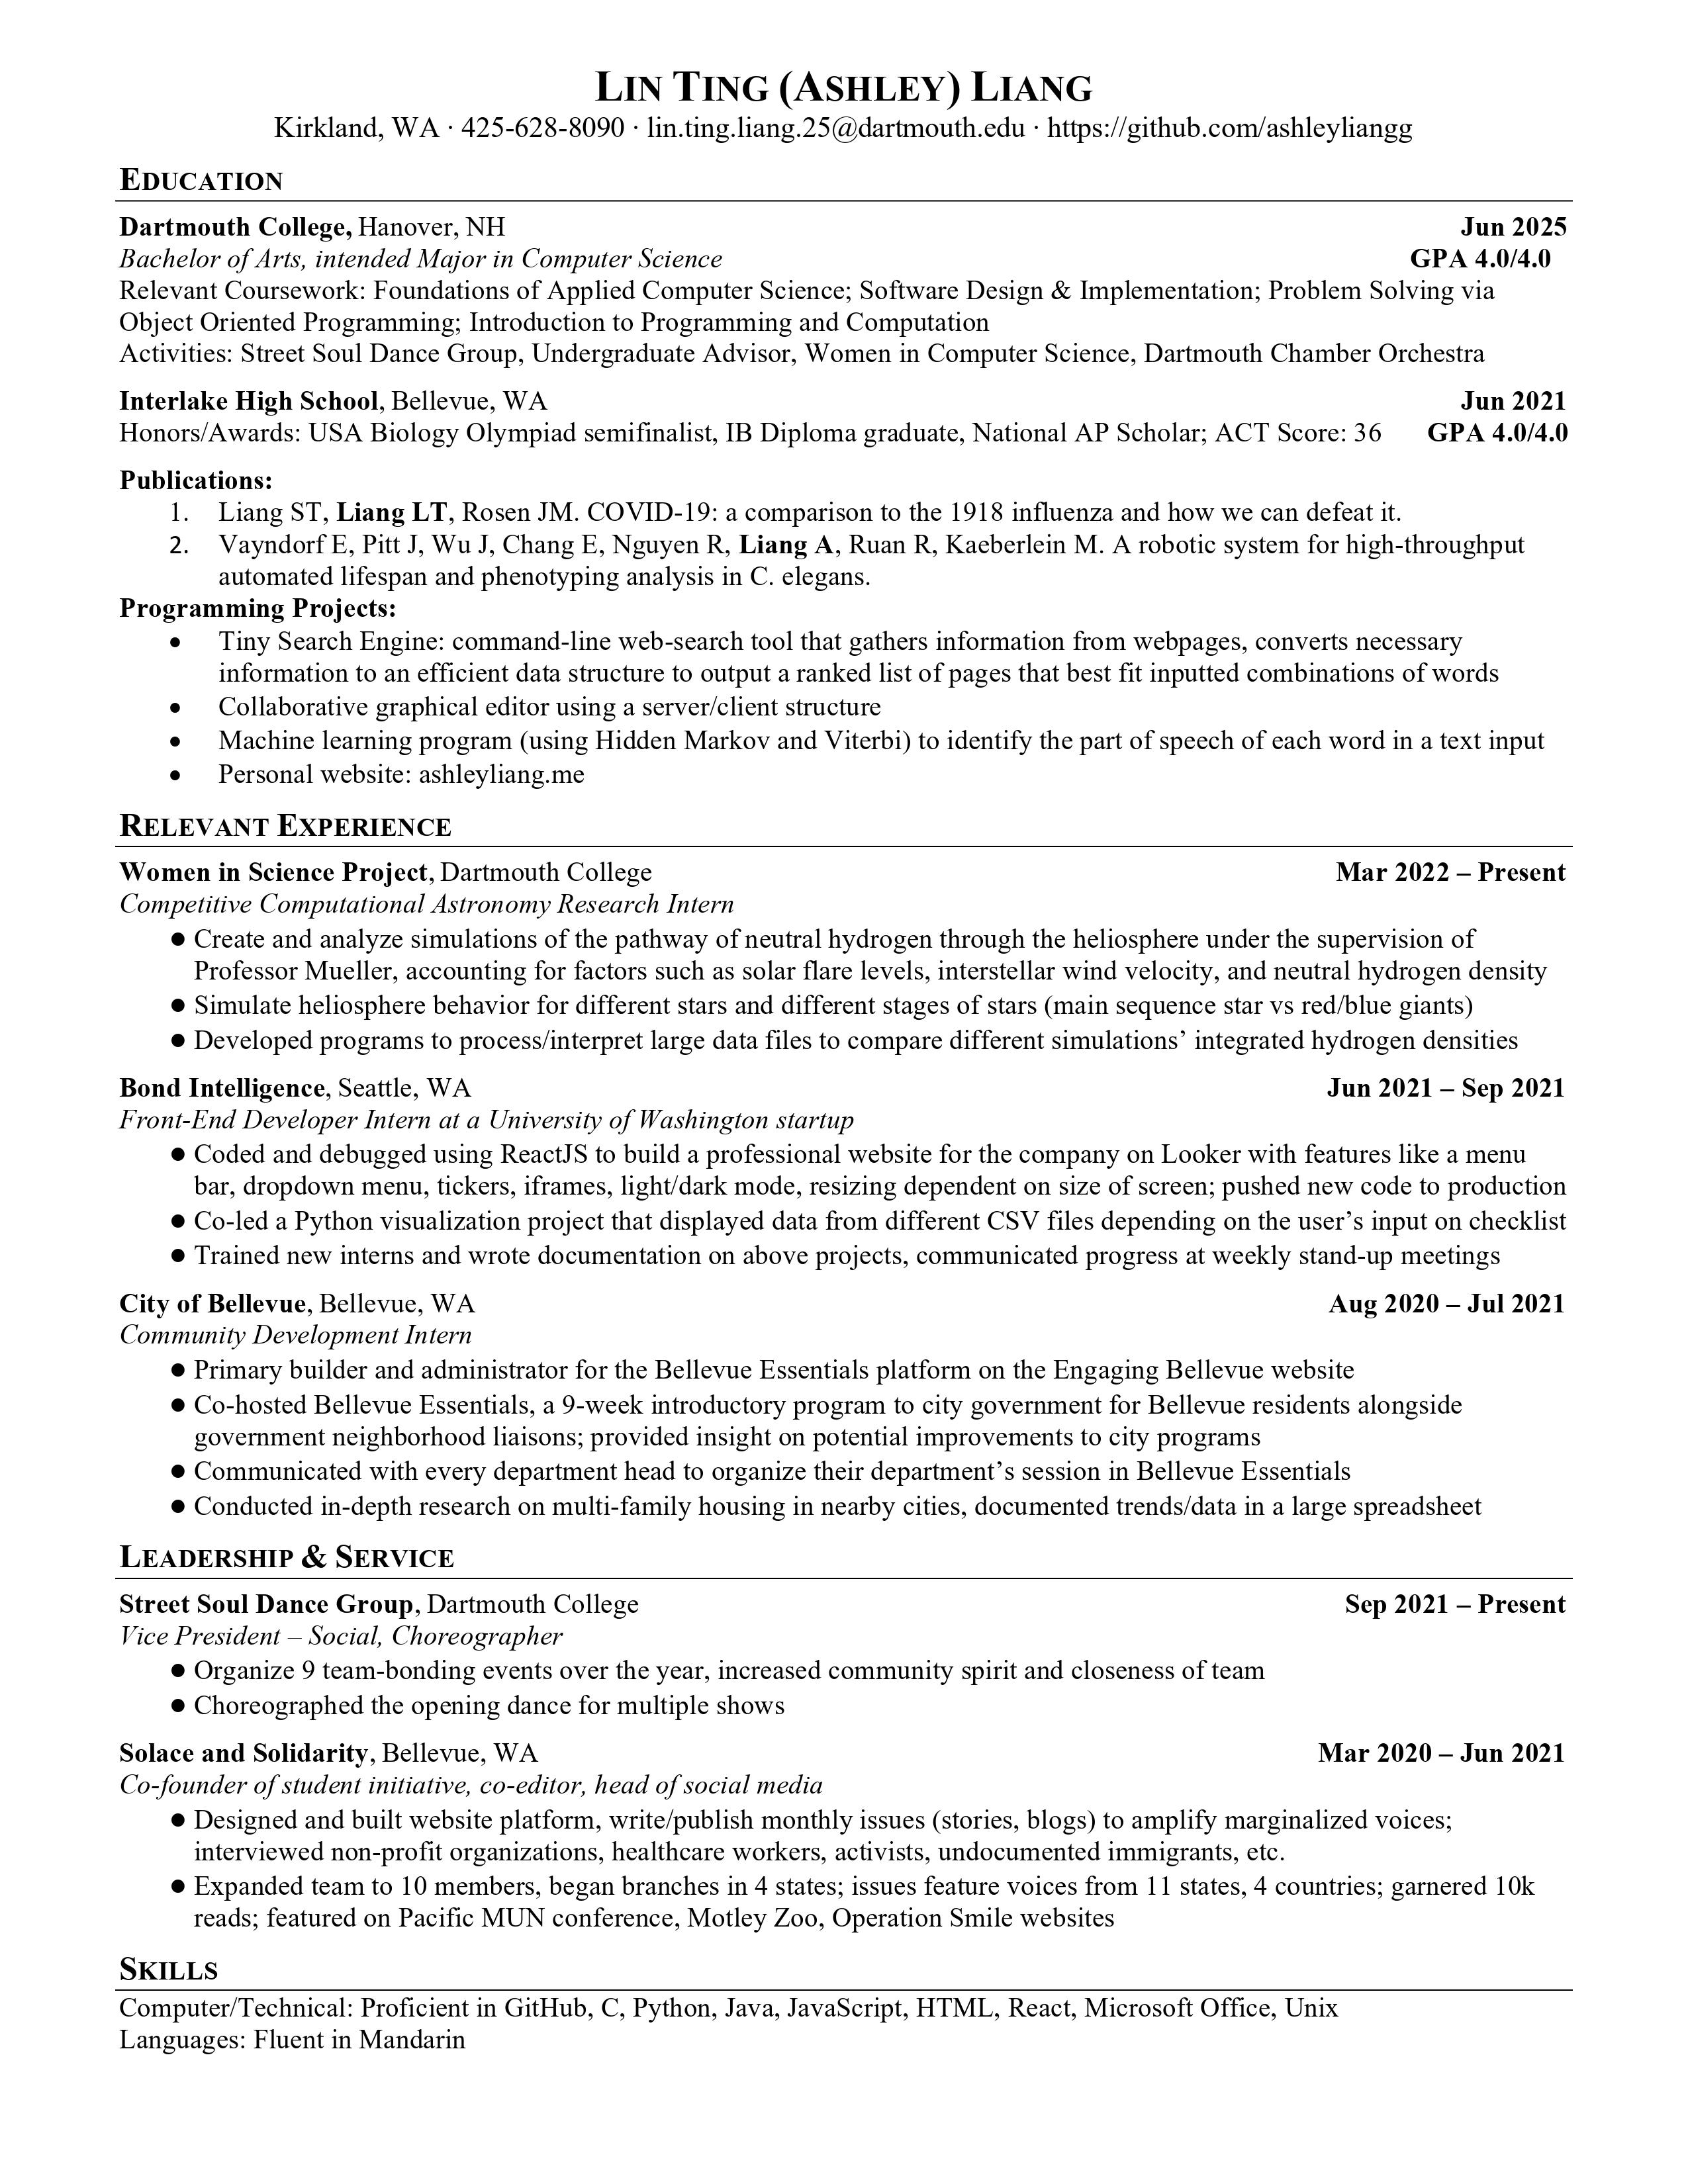 LIN TING (ASHLEY) LIANG
Kirkland, WA · 425-628-8090 · lin.ting.liang.25@dartmouth.edu · https://github.com/ashleyliangg
EDUCATION
Dartmouth College, Hanover, NH Jun 2025
Bachelor of Arts, intended Major in Computer Science GPA 4.0/4.0
Relevant Coursework: Foundations of Applied Computer Science; Software Design & Implementation; Problem Solving via
Object Oriented Programming; Introduction to Programming and Computation
Activities: Street Soul Dance Group, Undergraduate Advisor, Women in Computer Science, Dartmouth Chamber Orchestra
Interlake High School, Bellevue, WA Jun 2021
Honors/Awards: USA Biology Olympiad semifinalist, IB Diploma graduate, National AP Scholar; ACT Score: 36 GPA 4.0/4.0
Publications:
1. Liang ST, Liang LT, Rosen JM. COVID-19: a comparison to the 1918 influenza and how we can defeat it.
2. Vayndorf E, Pitt J, Wu J, Chang E, Nguyen R, Liang A, Ruan R, Kaeberlein M. A robotic system for high-throughput
automated lifespan and phenotyping analysis in C. elegans.
Programming Projects:
• Tiny Search Engine: command-line web-search tool that gathers information from webpages, converts necessary
information to an efficient data structure to output a ranked list of pages that best fit inputted combinations of words
• Collaborative graphical editor using a server/client structure
• Machine learning program (using Hidden Markov and Viterbi) to identify the part of speech of each word in a text input
• Personal website: ashleyliang.me
RELEVANT EXPERIENCE
Women in Science Project, Dartmouth College Mar 2022 – Present
Competitive Computational Astronomy Research Intern
● Create and analyze simulations of the pathway of neutral hydrogen through the heliosphere under the supervision of
Professor Mueller, accounting for factors such as solar flare levels, interstellar wind velocity, and neutral hydrogen density
● Simulate heliosphere behavior for different stars and different stages of stars (main sequence star vs red/blue giants)
● Developed programs to process/interpret large data files to compare different simulations’ integrated hydrogen densities
Bond Intelligence, Seattle, WA Jun 2021 – Sep 2021
Front-End Developer Intern at a University of Washington startup
● Coded and debugged using ReactJS to build a professional website for the company on Looker with features like a menu
bar, dropdown menu, tickers, iframes, light/dark mode, resizing dependent on size of screen; pushed new code to production
● Co-led a Python visualization project that displayed data from different CSV files depending on the user’s input on checklist
● Trained new interns and wrote documentation on above projects, communicated progress at weekly stand-up meetings
City of Bellevue, Bellevue, WA Aug 2020 – Jul 2021
Community Development Intern
● Primary builder and administrator for the Bellevue Essentials platform on the Engaging Bellevue website
● Co-hosted Bellevue Essentials, a 9-week introductory program to city government for Bellevue residents alongside
government neighborhood liaisons; provided insight on potential improvements to city programs
● Communicated with every department head to organize their department’s session in Bellevue Essentials
● Conducted in-depth research on multi-family housing in nearby cities, documented trends/data in a large spreadsheet
LEADERSHIP & SERVICE
Street Soul Dance Group, Dartmouth College Sep 2021 – Present
Vice President – Social, Choreographer
● Organize 9 team-bonding events over the year, increased community spirit and closeness of team
● Choreographed the opening dance for multiple shows
Solace and Solidarity, Bellevue, WA Mar 2020 – Jun 2021
Co-founder of student initiative, co-editor, head of social media
● Designed and built website platform, write/publish monthly issues (stories, blogs) to amplify marginalized voices;
interviewed non-profit organizations, healthcare workers, activists, undocumented immigrants, etc.
● Expanded team to 10 members, began branches in 4 states; issues feature voices from 11 states, 4 countries; garnered 10k
reads; featured on Pacific MUN conference, Motley Zoo, Operation Smile websites
SKILLS
Computer/Technical: Proficient in GitHub, C, Python, Java, JavaScript, HTML, React, Microsoft Office, Unix
Languages: Fluent in Mandarin